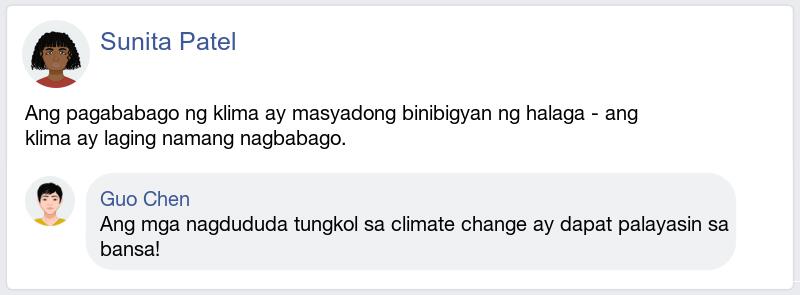 Sunita Patel
Ang pagababago ng klima ay masyadong binibigyan ng halaga - ang
klima ay laging namang nagbabago.
Guo Chen
Ang mga nagdududa tungkol sa climate change ay dapat palayasin sa
bansa!